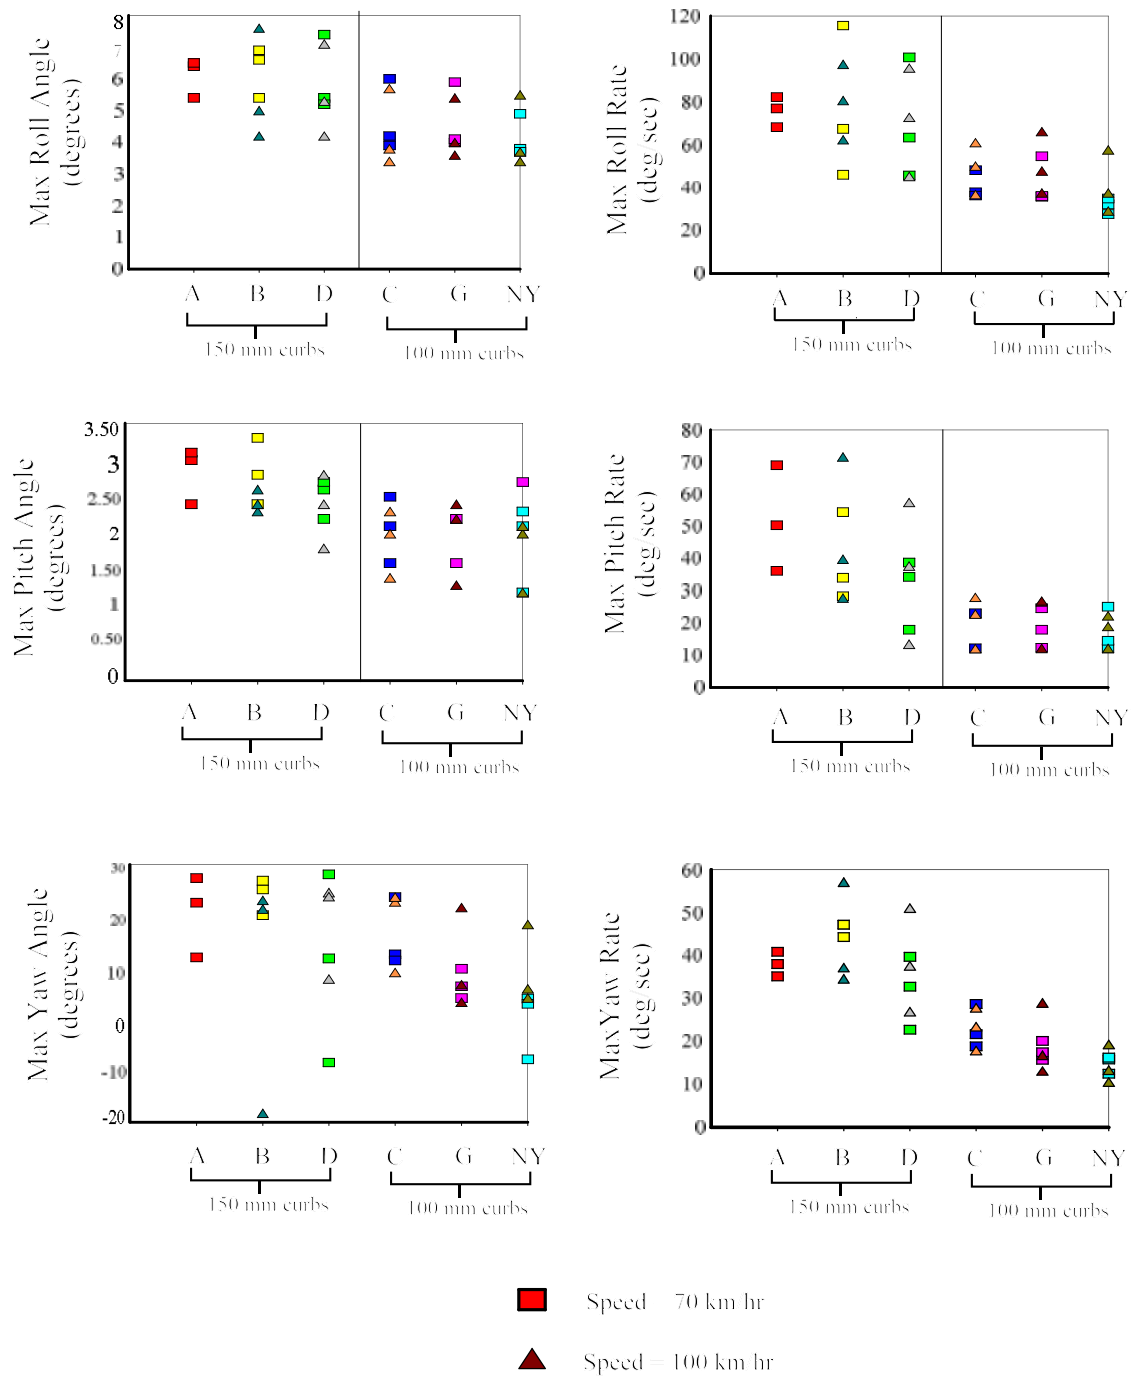 Max Roll Angle
(degrees)
8
7
6
5
4
3
2
1
0
A B D C G NY
150 mm curbs
100 mm curbs
Max Roll Rate
(deg/sec)
120
100
80
60
40
20
0
A B D C G NY
150 mm curbs
100 mm curbs
Max Pitch Angle
(degrees)
3.50
3
2.50
2
1.50
1
0.50
0
A B D C G NY
150 mm curbs
100 mm curbs
Max Pitch Rate
(deg/sec)
80
70
60
50
40
30
20
10
0
A B D C G NY
150 mm curbs
100 mm curbs
Max Yaw Angle
(degrees)
30
20
10
0
-10
-20
A B D C G NY
150 mm curbs
100 mm curbs
MaxYaw Rate
(deg/sec)
60
50
40
30
20
10
0
A B D C G NY
150 mm curbs
100 mm curbs
Speed 70 km hr
Speed = 100 km hr